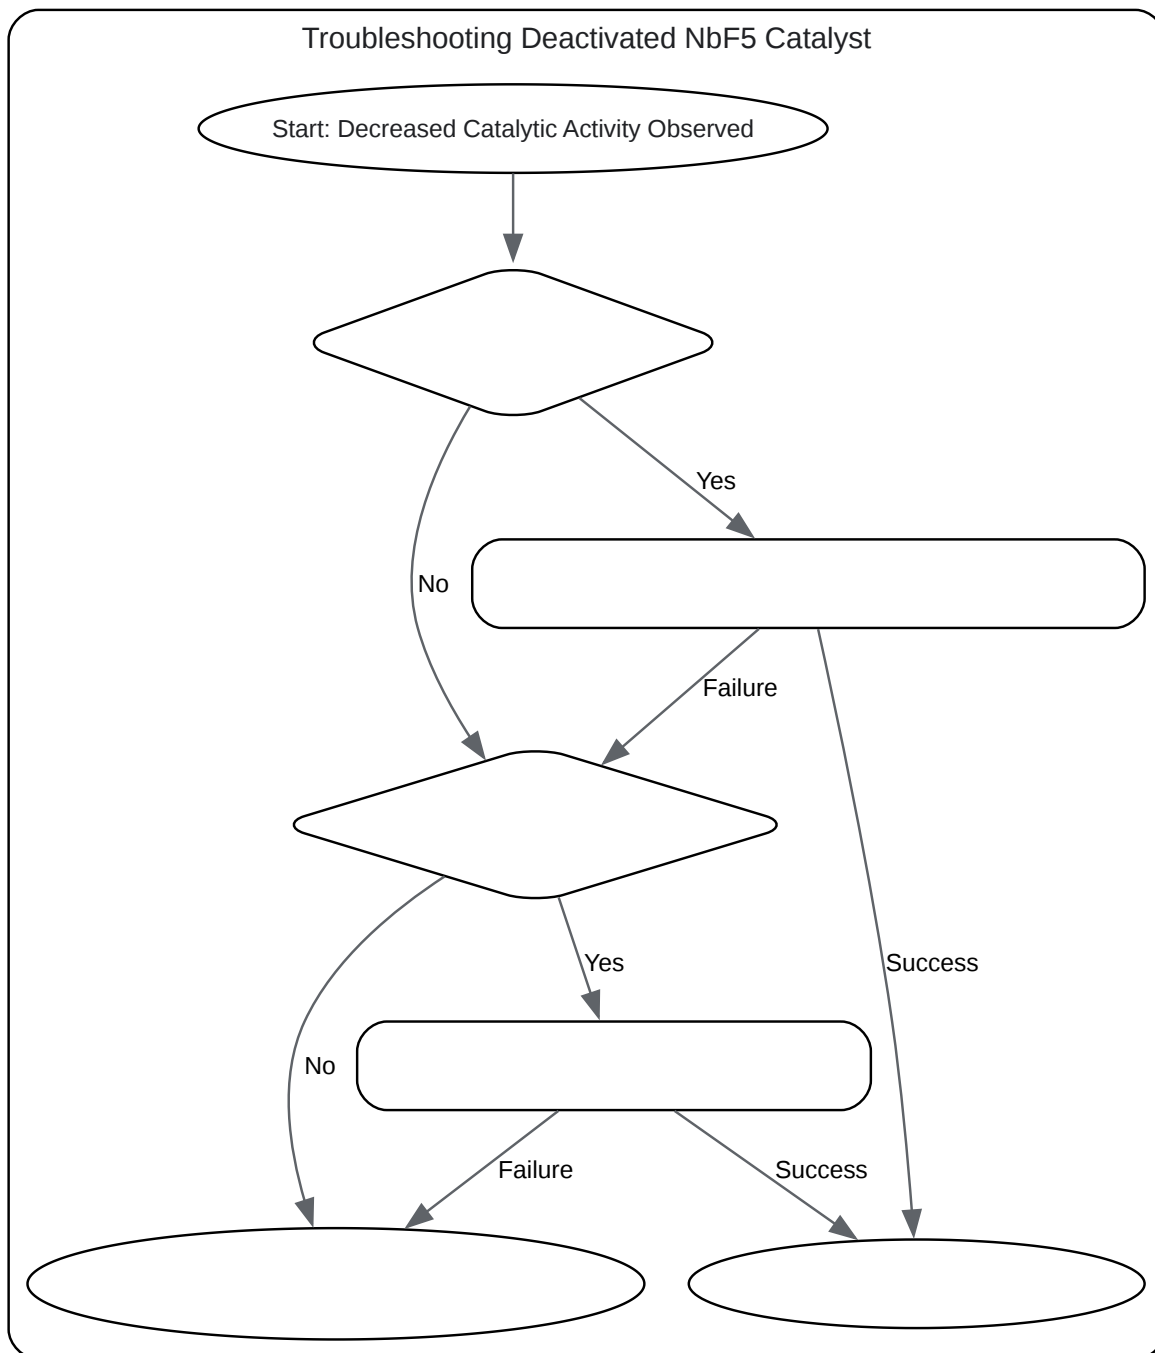 Troubleshooting Deactivated NbF5 Catalyst
Start: Decreased Catalytic Activity Observed
Yes
No
Failure
Success
Yes
No
Failure
Success